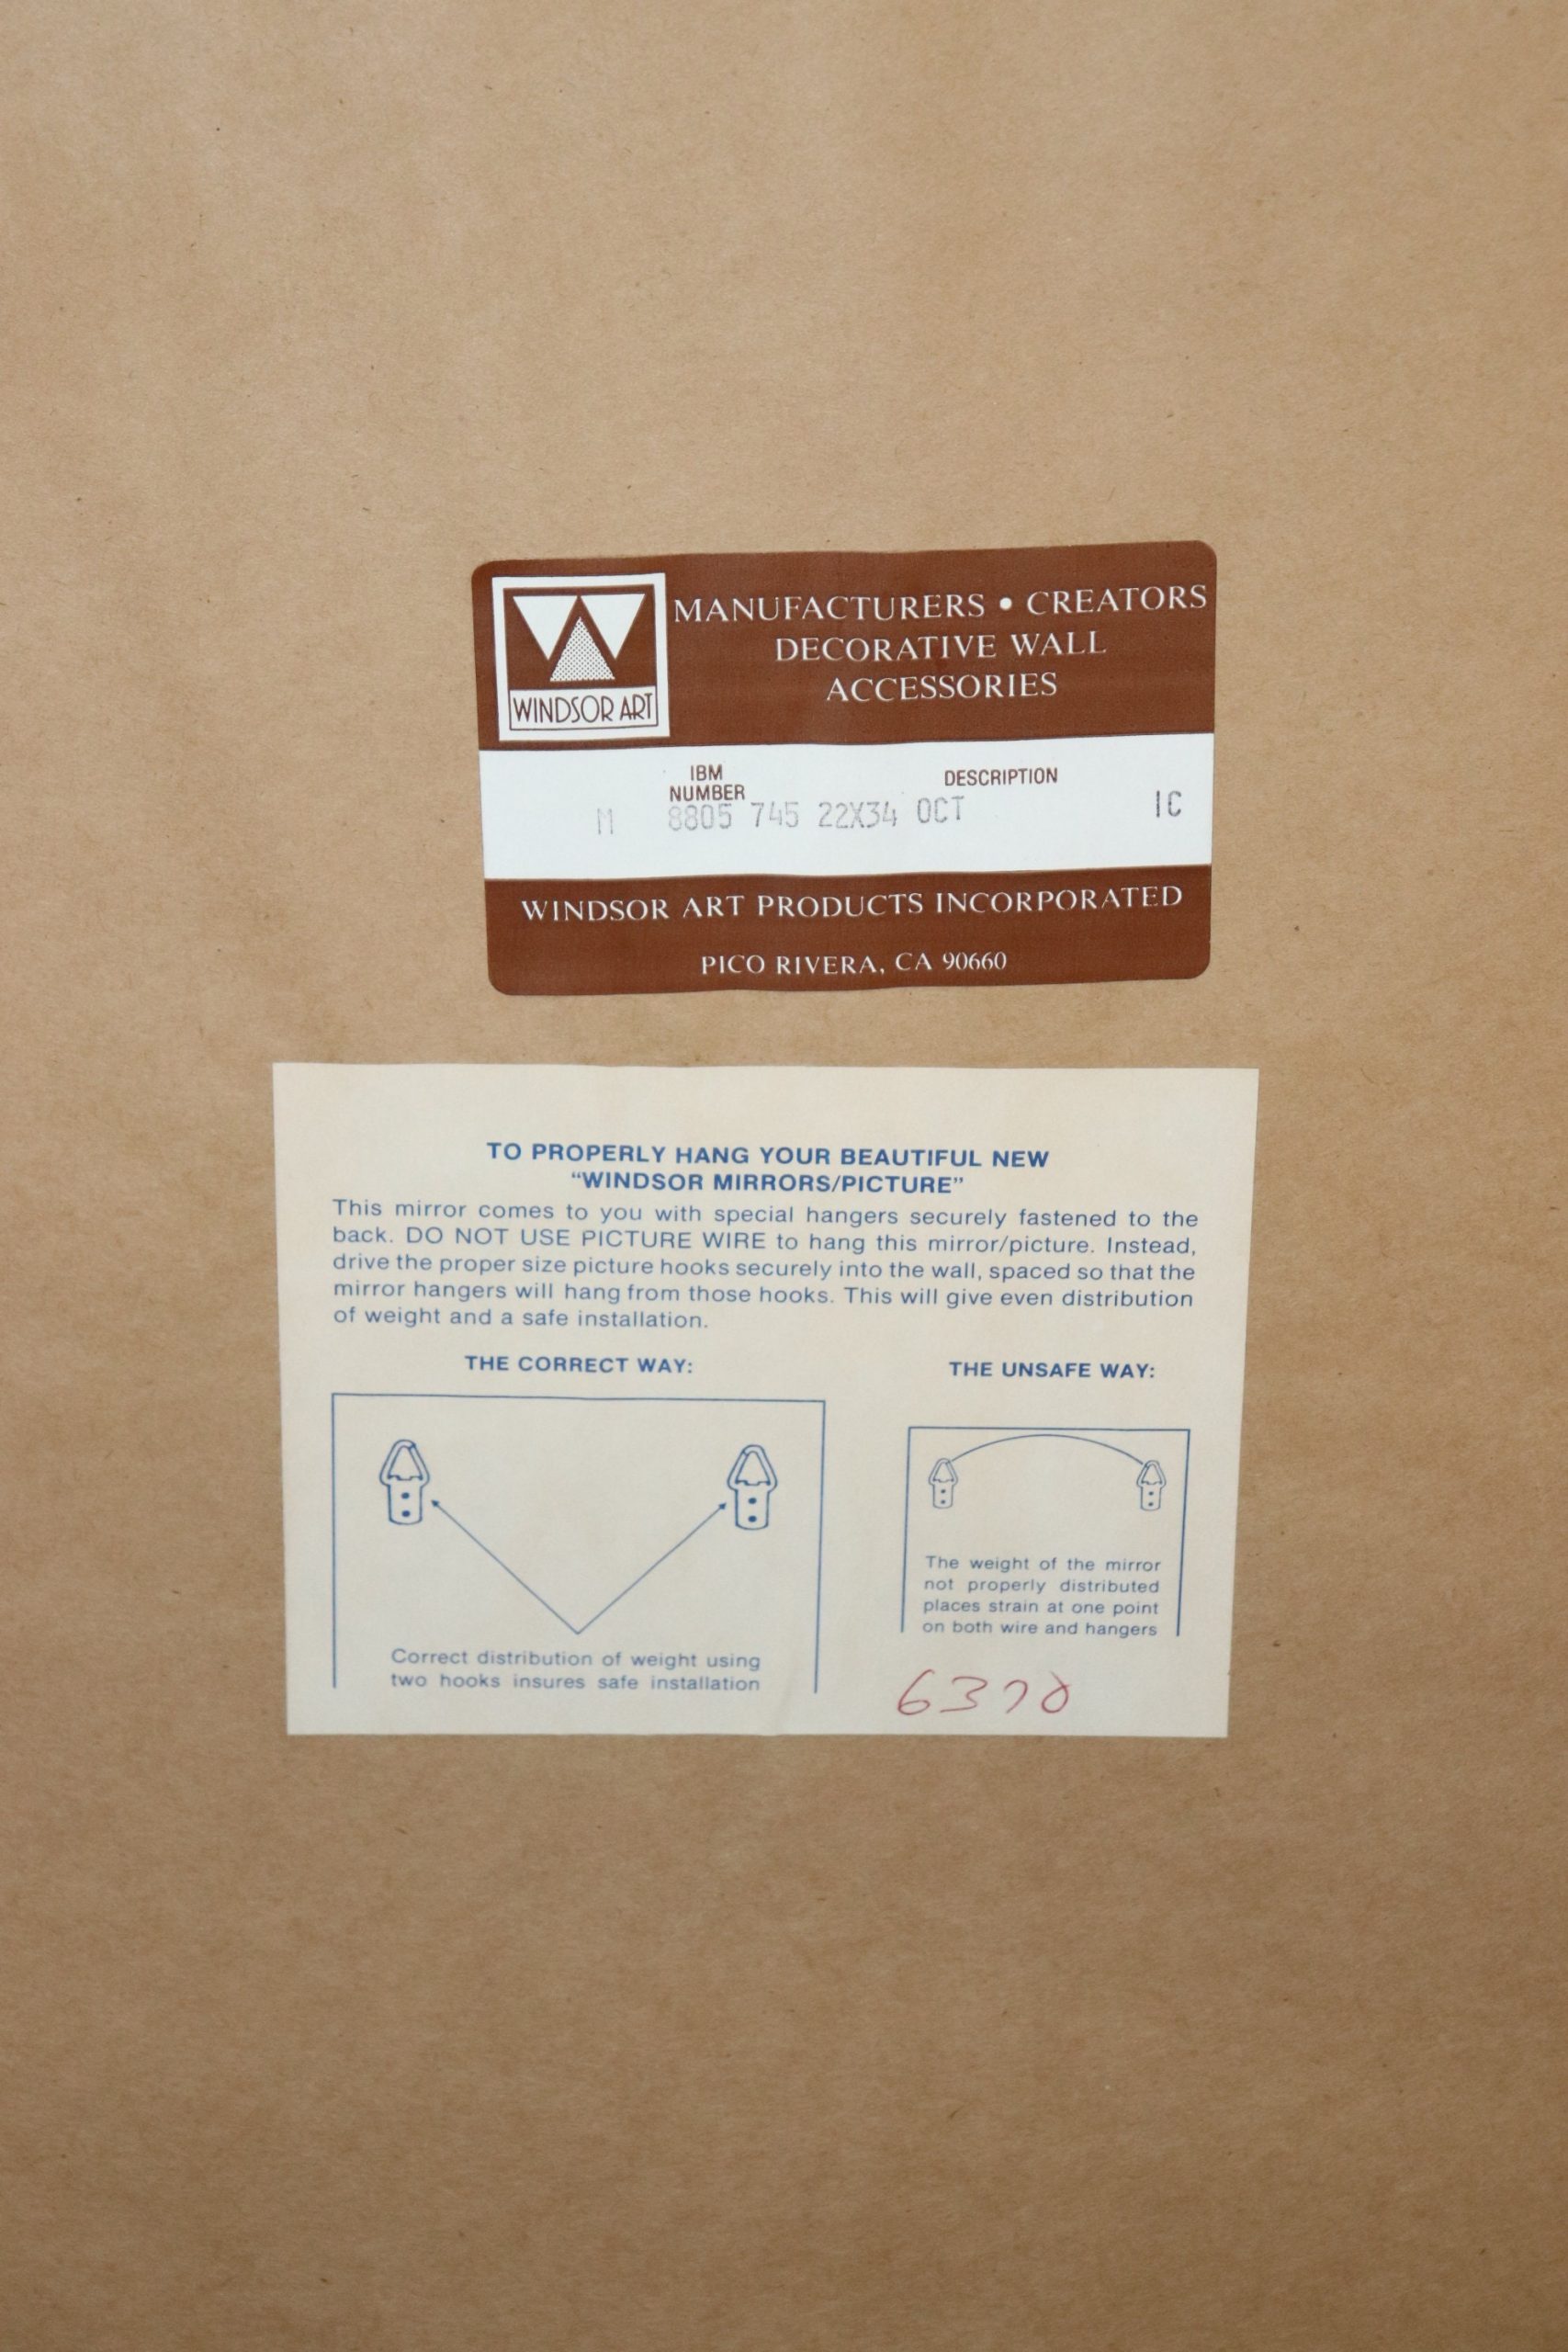 MANUFACTURERS • CREATORS
DECORATIVE WALL
ACCESSORIES
WINDSOR ART
IBM
NUMBER
DESCRIPTION
M 8805 745 22X34 OCT 1C
WINDSOR ART PRODUCTS INCORPORATED
PICO RIVERA, CA 90660
TO PROPERLY HANG YOUR BEAUTIFUL NEW
“WINDSOR MIRRORS/PICTURE”
This mirror comes to you with special hangers securely fastened to the
back. DO NOT USE PICTURE WIRE to hang this mirror/picture. Instead,
drive the proper size picture hooks securely into the wall, spaced so that the
mirror hangers will hang from those hooks. This will give even distribution
of weight and a safe installation.
THE CORRECT WAY:
Correct distribution of weight using
two hooks insures safe installation
THE UNSAFE WAY:
The weight of the mirror
not properly distributed
places strain at one point
on both wire and hangers
6370